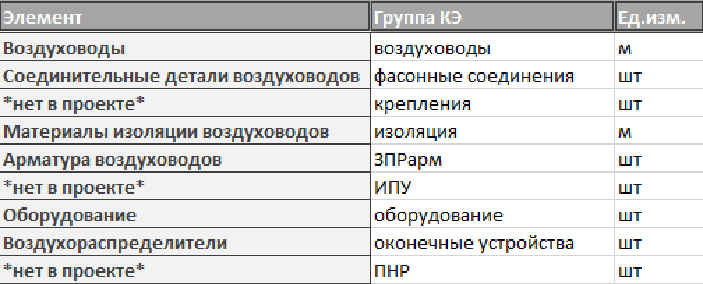 Элемент Группа КЭ Ед.изм.
Воздуховоды воздуховоды м
Соединительные детали воздуховодов фасонные соединения шт
*нет в проекте* крепления шт
Материалы изоляции воздуховодов изоляция м
Арматура воздуховодов ЗПРарм шт
*нет в проекте* ИПУ шт
Оборудование оборудование шт
Воздухораспределители оконечные устройства шт
*нет в проекте* ПНР шт